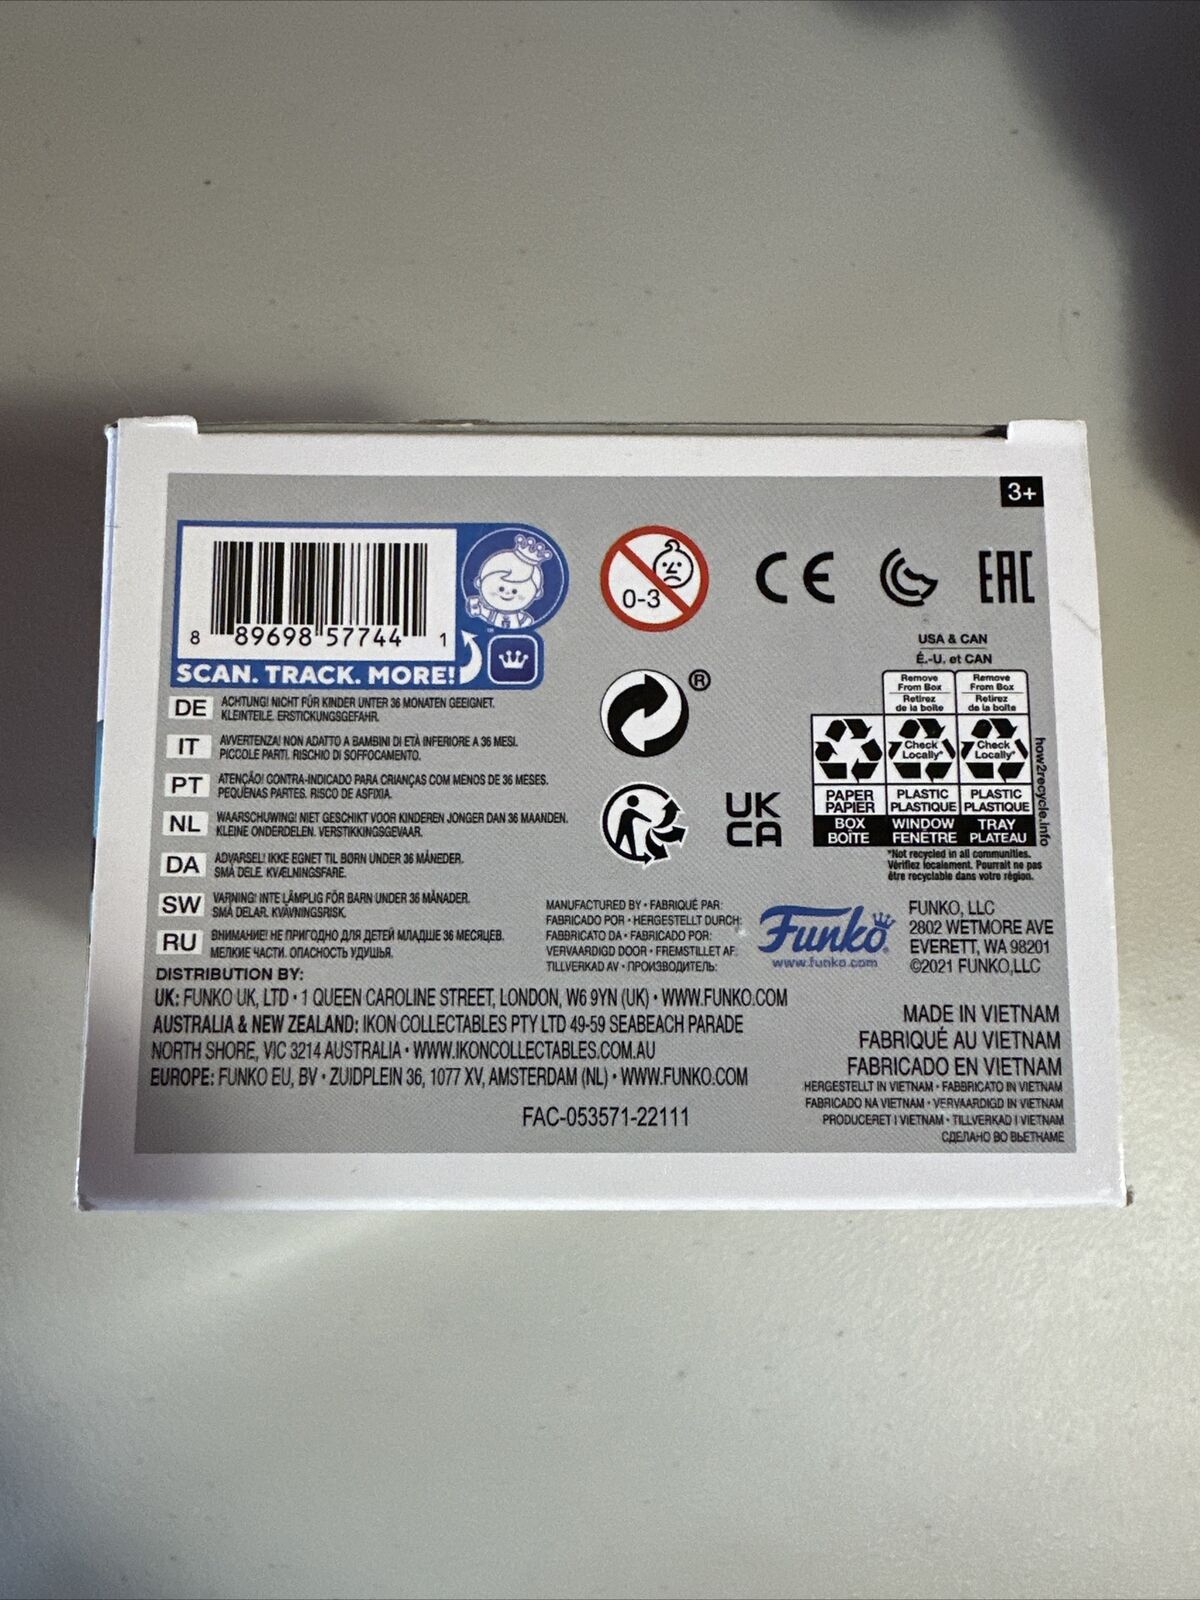 3+
8 89698 57744 1
SCAN. TRACK. MORE!
0-3
CE
EAC
®
UK
CA
USA & CAN
É.-U. et CAN
Remove
From Box
Retirez
de la boîte
Remove
From Box
Retirez
de la boîte
Check
Locally*
Check
Locally*
PAPER
PAPIER
PLASTIC
PLASTIQUE
PLASTIC
PLASTIQUE
BOX
BOÎTE
WINDOW
FENÊTRE
TRAY
PLATEAU
how2recycle.info
*Not recycled in all communities.
Vérifiez localement. Pourrait ne pas
être recyclable dans votre région.
DE ACHTUNG! NICHT FÜR KINDER UNTER 36 MONATEN GEEIGNET.
KLEINTEILE. ERSTICKUNGSGEFAHR.
IT AVVERTENZA! NON ADATTO A BAMBINI DI ETÀ INFERIORE A 36 MESI.
PICCOLE PARTI. RISCHIO DI SOFFOCAMENTO.
PT ATENÇÃO! CONTRA-INDICADO PARA CRIANÇAS COM MENOS DE 36 MESES.
PEQUENAS PARTES. RISCO DE ASFIXIA.
NL WAARSCHUWING! NIET GESCHIKT VOOR KINDEREN JONGER DAN 36 MAANDEN.
KLEINE ONDERDELEN. VERSTIKKINGSGEVAAR.
DA ADVARSEL! IKKE EGNET TIL BØRN UNDER 36 MÅNEDER.
SMÅ DELE. KVÆLNINGSFARE.
SW VARNING! INTE LÄMPLIG FÖR BARN UNDER 36 MÅNADER.
SMÅ DELAR. KVÄVNINGSRISK.
RU ВНИМАНИЕ! НЕ ПРИГОДНО ДЛЯ ДЕТЕЙ МЛАДШЕ 36 МЕСЯЦЕВ.
МЕЛКИЕ ЧАСТИ. ОПАСНОСТЬ УДУШЬЯ.
MANUFACTURED BY • FABRIQUÉ PAR:
FABRICADO POR • HERGESTELLT DURCH:
FABBRICATO DA • FABRICADO POR:
VERVAARDIGD DOOR • FREMSTILLET AF:
TILLVERKAD AV • ПРОИЗВОДИТЕЛЬ:
Funko
www.funko.com
FUNKO, LLC
2802 WETMORE AVE
EVERETT, WA 98201
©2021 FUNKO,LLC
DISTRIBUTION BY:
UK: FUNKO UK, LTD • 1 QUEEN CAROLINE STREET, LONDON, W6 9YN (UK) • WWW.FUNKO.COM
AUSTRALIA & NEW ZEALAND: IKON COLLECTABLES PTY LTD 49-59 SEABEACH PARADE
NORTH SHORE, VIC 3214 AUSTRALIA • WWW.IKONCOLLECTABLES.COM.AU
EUROPE: FUNKO EU, BV • ZUIDPLEIN 36, 1077 XV, AMSTERDAM (NL) • WWW.FUNKO.COM
FAC-053571-22111
MADE IN VIETNAM
FABRIQUÉ AU VIETNAM
FABRICADO EN VIETNAM
HERGESTELLT IN VIETNAM • FABBRICATO IN VIETNAM
FABRICADO NA VIETNAM • VERVAARDIGD IN VIETNAM
PRODUCERET I VIETNAM • TILLVERKAD I VIETNAM
СДЕЛАНО ВО ВЬЕТНАМЕ